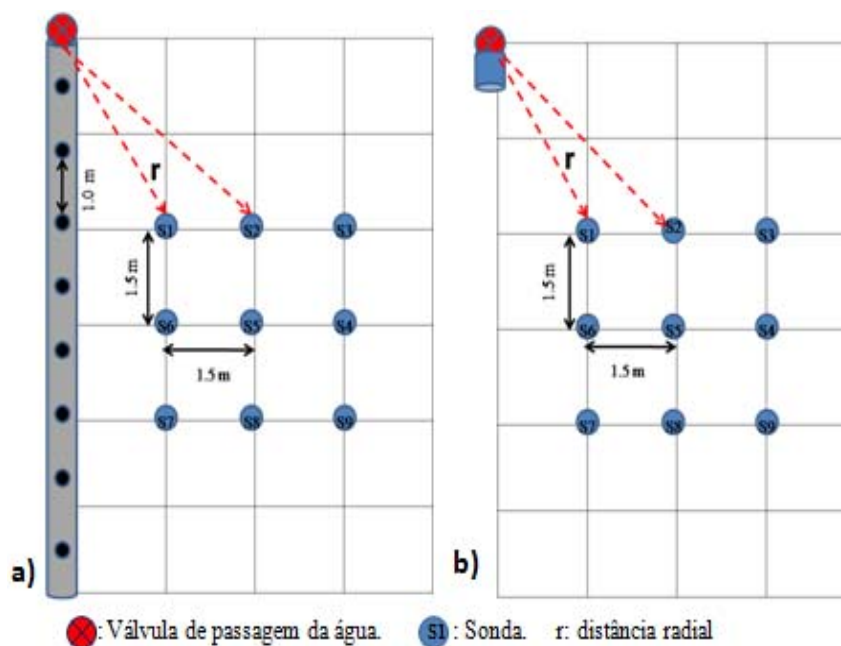 r
1.0 m
S1 S2 S3
1.5 m
S6 S5 S4
1.5 m
S7 S8 S9
a)
r
S1 S2 S3
1.5 m
S6 S5 S4
1.5 m
S7 S8 S9
b)
: Válvula de passagem da água. S1 : Sonda. r: distância radial